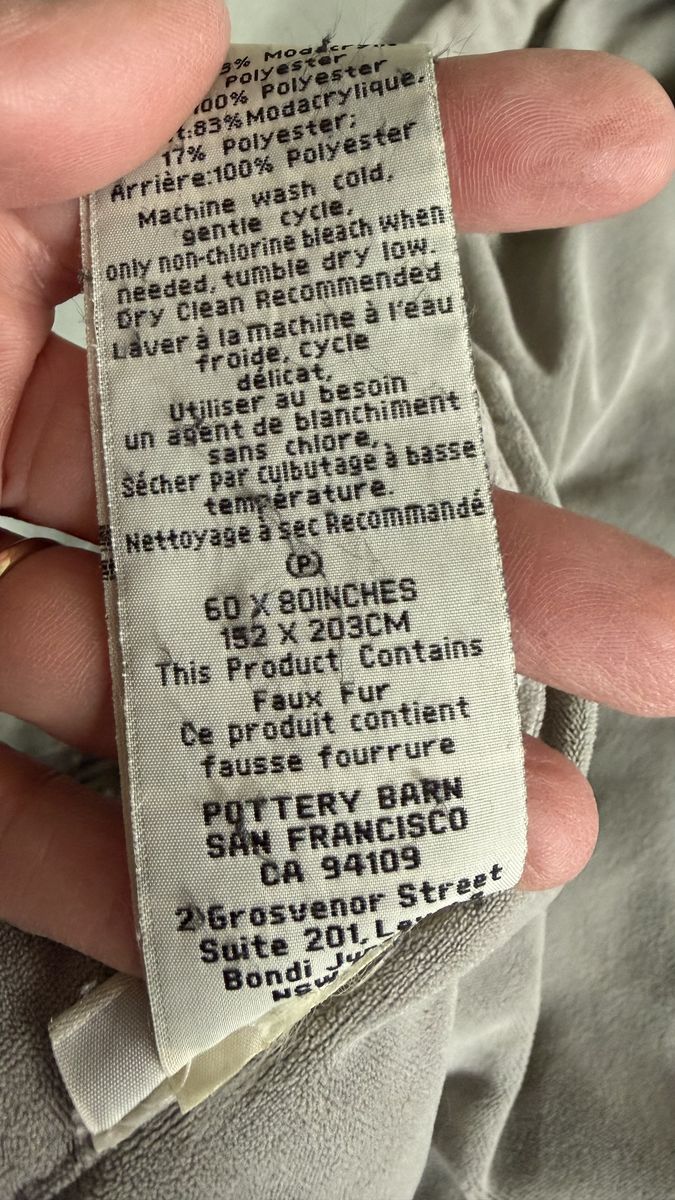 3% Modacrylic
Polyester
100% Polyester
t:83%Modacrylique,
17% Polyester;
Arrière:100% Polyester
Machine wash cold,
gentle cycle,
only non-chlorine bleach when
needed, tumble dry low.
Dry Clean Recommended
Laver à la machine à l'eau
froide, cycle
délicat,
Utiliser au besoin
un agent de blanchiment
sans chlore,
Sécher par culbutage à basse
température.
Nettoyage à sec Recommandé
P
60 X 80INCHES
152 X 203CM
This Product Contains
Faux Fur
Ce produit contient
fausse fourrure
POTTERY BARN
SAN FRANCISCO
CA 94109
2)Grosvenor Street
Suite 201,
Bondi
NSW